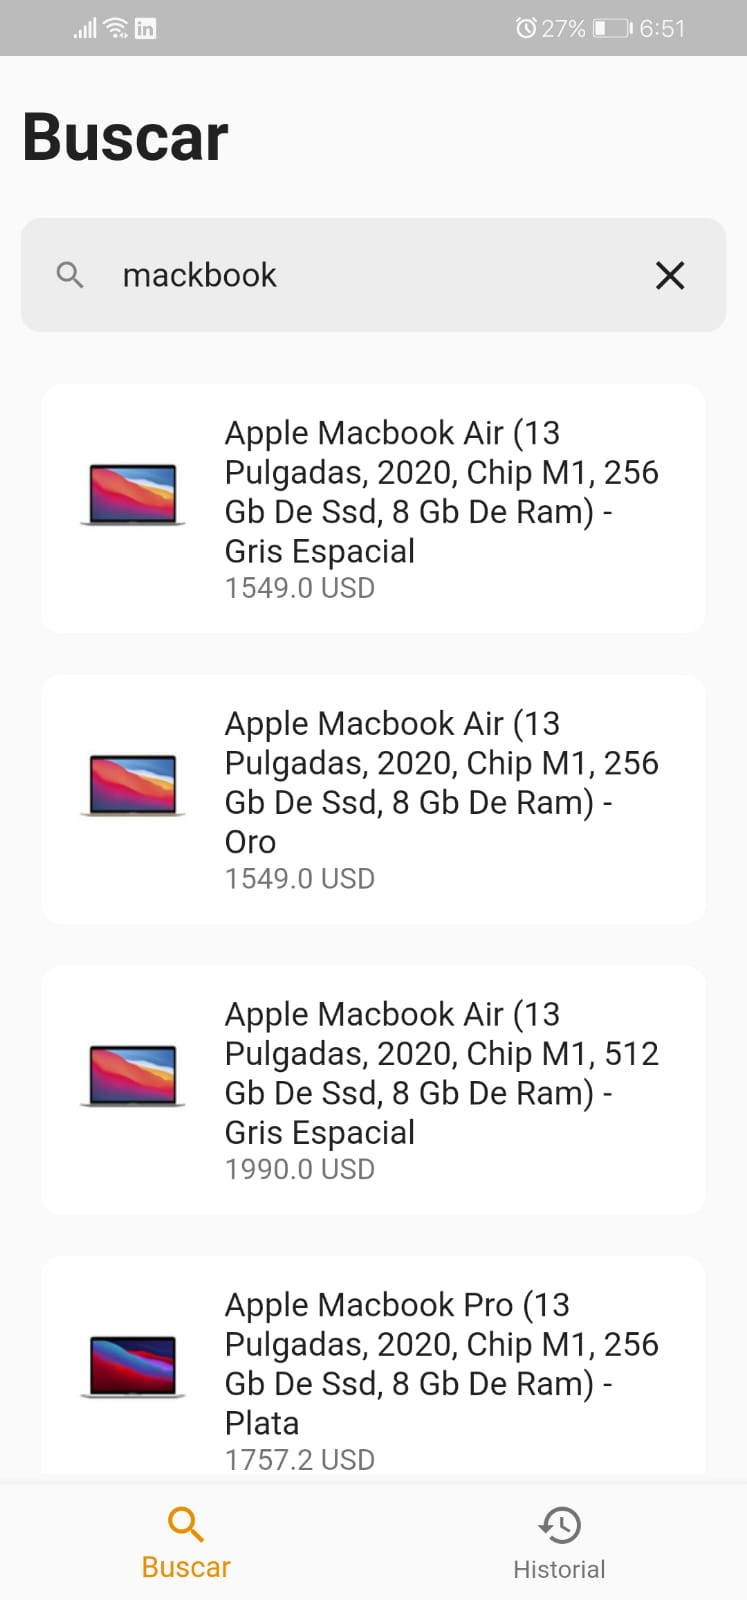 in 27% 6:51
Buscar
mackbook
Apple Macbook Air (13
Pulgadas, 2020, Chip M1, 256
Gb De Ssd, 8 Gb De Ram) -
Gris Espacial
1549.0 USD
Apple Macbook Air (13
Pulgadas, 2020, Chip M1, 256
Gb De Ssd, 8 Gb De Ram) -
Oro
1549.0 USD
Apple Macbook Air (13
Pulgadas, 2020, Chip M1, 512
Gb De Ssd, 8 Gb De Ram) -
Gris Espacial
1990.0 USD
Apple Macbook Pro (13
Pulgadas, 2020, Chip M1, 256
Gb De Ssd, 8 Gb De Ram) -
Plata
1757.2 USD
Buscar Historial